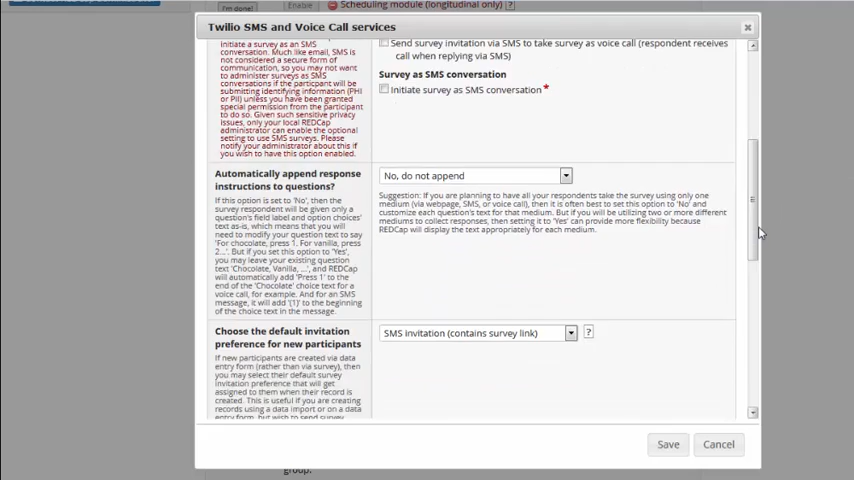 I'm done!
Enable
Scheduling module (longitudinal only) ?
Twilio SMS and Voice Call services
initiate a survey as an SMS
conversation. Much like email, SMS is
not considered a secure form of
communication, so you may not want
to administer surveys as SMS
conversations if the particpant will be
submitting identifying information (PHI
or PII) unless you have been granted
special permission from the participant
to do so. Given such sensitive privacy
issues, only your local REDCap
administrator can enable the optional
setting to use SMS surveys. Please
notify your administrator about this if
you wish to have this option enabled.
Send survey invitation via SMS to take survey as voice call (respondent receives
call when replying via SMS)
Survey as SMS conversation
Initiate survey as SMS conversation *
Automatically append response
instructions to questions?
If this option is set to 'No', then the
survey respondent will be given only a
question's field label and option choices'
text as-is, which means that you will
need to modify your question text to say
'For chocolate, press 1. For vanilla, press
2...'. But if you set this option to 'Yes',
you may leave your existing question
text 'Chocolate, Vanilla, ...', and REDCap
will automatically add 'Press 1' to the
end of the 'Chocolate' choice text for a
voice call, for example. And for an SMS
message, it will add '(1)' to the beginning
of the choice text in the message.
No, do not append
Suggestion: If you are planning to have all your respondents take the survey using only one
medium (via webpage, SMS, or voice call), then it is often best to set this option to 'No' and
customize each question's text for that medium. But if you will be utilizing two or more different
mediums to collect responses, then setting it to 'Yes' can provide more flexibility because
REDCap will display the text appropriately for each medium.
Choose the default invitation
preference for new participants
If new participants are created via data
entry form (rather than via survey), then
you may select their default survey
invitation preference that will get
assigned to them when their record is
created. This is useful if you are creating
records using a data import or on a data
entry form, but wish to send survey
SMS invitation (contains survey link)
?
Save
Cancel
group.